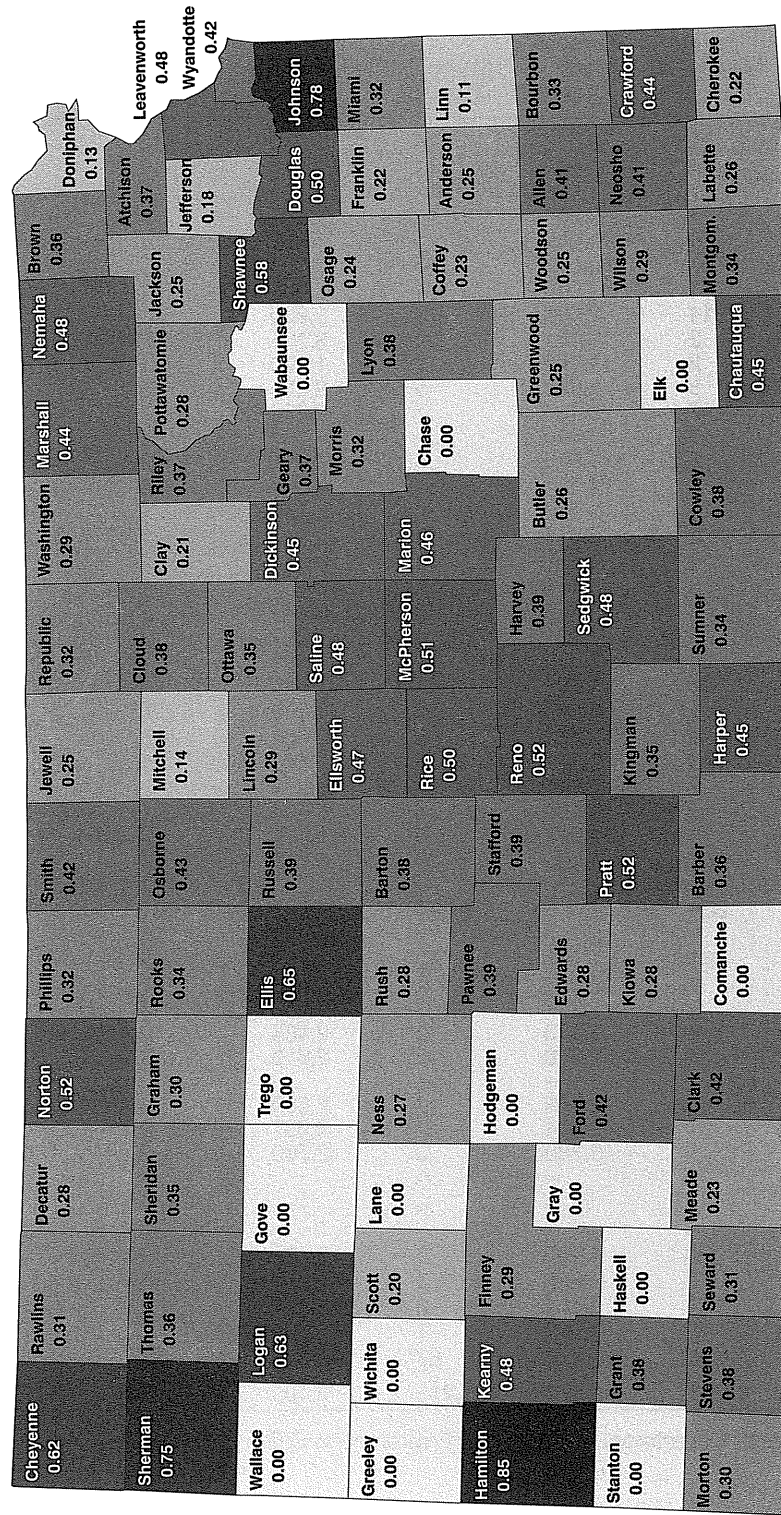 Cheyenne
0.62
Rawlins
0.31
Decatur
0.28
Norton
0.52
Phillips
0.32
Smith
0.42
Jewell
0.25
Republic
0.32
Washington
0.29
Marshall
0.44
Nemaha
0.48
Brown
0.36
Doniphan
0.13
Sherman
0.75
Thomas
0.36
Sheridan
0.35
Graham
0.30
Rooks
0.34
Osborne
0.43
Mitchell
0.14
Cloud
0.38
Clay
0.21
Riley
0.37
Pottawatomie
0.28
Jackson
0.25
Atchison
0.37
Jefferson
0.18
Leavenworth
0.48
Wyandotte
0.42
Wallace
0.00
Logan
0.63
Gove
0.00
Trego
0.00
Ellis
0.65
Russell
0.39
Lincoln
0.29
Ottawa
0.35
Saline
0.48
Dickinson
0.45
Geary
0.37
Wabaunsee
0.00
Shawnee
0.58
Douglas
0.50
Johnson
0.78
Greeley
0.00
Wichita
0.00
Scott
0.20
Lane
0.00
Ness
0.27
Rush
0.28
Barton
0.38
Ellsworth
0.47
Rice
0.50
McPherson
0.51
Marion
0.46
Morris
0.32
Chase
0.00
Lyon
0.38
Osage
0.24
Coffey
0.23
Franklin
0.22
Anderson
0.25
Miami
0.32
Linn
0.11
Hamilton
0.85
Kearny
0.48
Finney
0.29
Hodgeman
0.00
Pawnee
0.39
Edwards
0.28
Stafford
0.39
Reno
0.52
Harvey
0.39
Sedgwick
0.48
Butler
0.26
Greenwood
0.25
Woodson
0.25
Allen
0.41
Bourbon
0.33
Stanton
0.00
Grant
0.38
Haskell
0.00
Gray
0.00
Ford
0.42
Kiowa
0.28
Pratt
0.52
Kingman
0.35
Elk
0.00
Wilson
0.29
Neosho
0.41
Crawford
0.44
Morton
0.30
Stevens
0.38
Seward
0.31
Meade
0.23
Clark
0.42
Comanche
0.00
Barber
0.36
Harper
0.45
Sumner
0.34
Cowley
0.38
Chautauqua
0.45
Montgom.
0.34
Labette
0.26
Cherokee
0.22